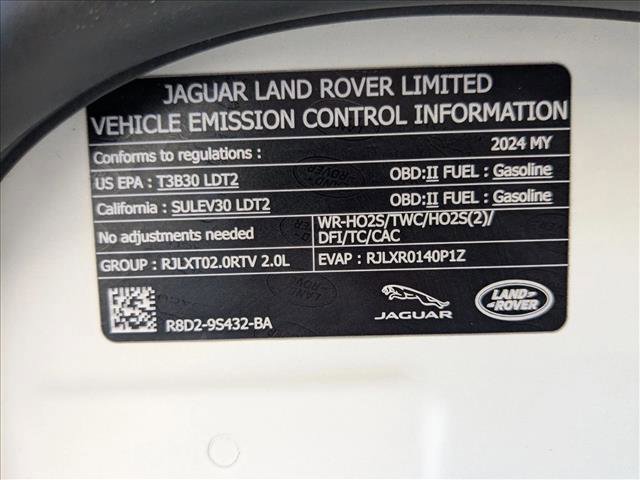 JAGUAR LAND ROVER LIMITED
VEHICLE EMISSION CONTROL INFORMATION
Conforms to regulations : 2024 MY
US EPA : T3B30 LDT2 OBD:II FUEL : Gasoline
California : SULEV30 LDT2 OBD:II FUEL : Gasoline
No adjustments needed WR-HO2S/TWC/HO2S(2)/
DFI/TC/CAC
GROUP : RJLXT02.0RTV 2.0L EVAP : RJLXR0140P1Z
R8D2-9S432-BA JAGUAR LAND ROVER